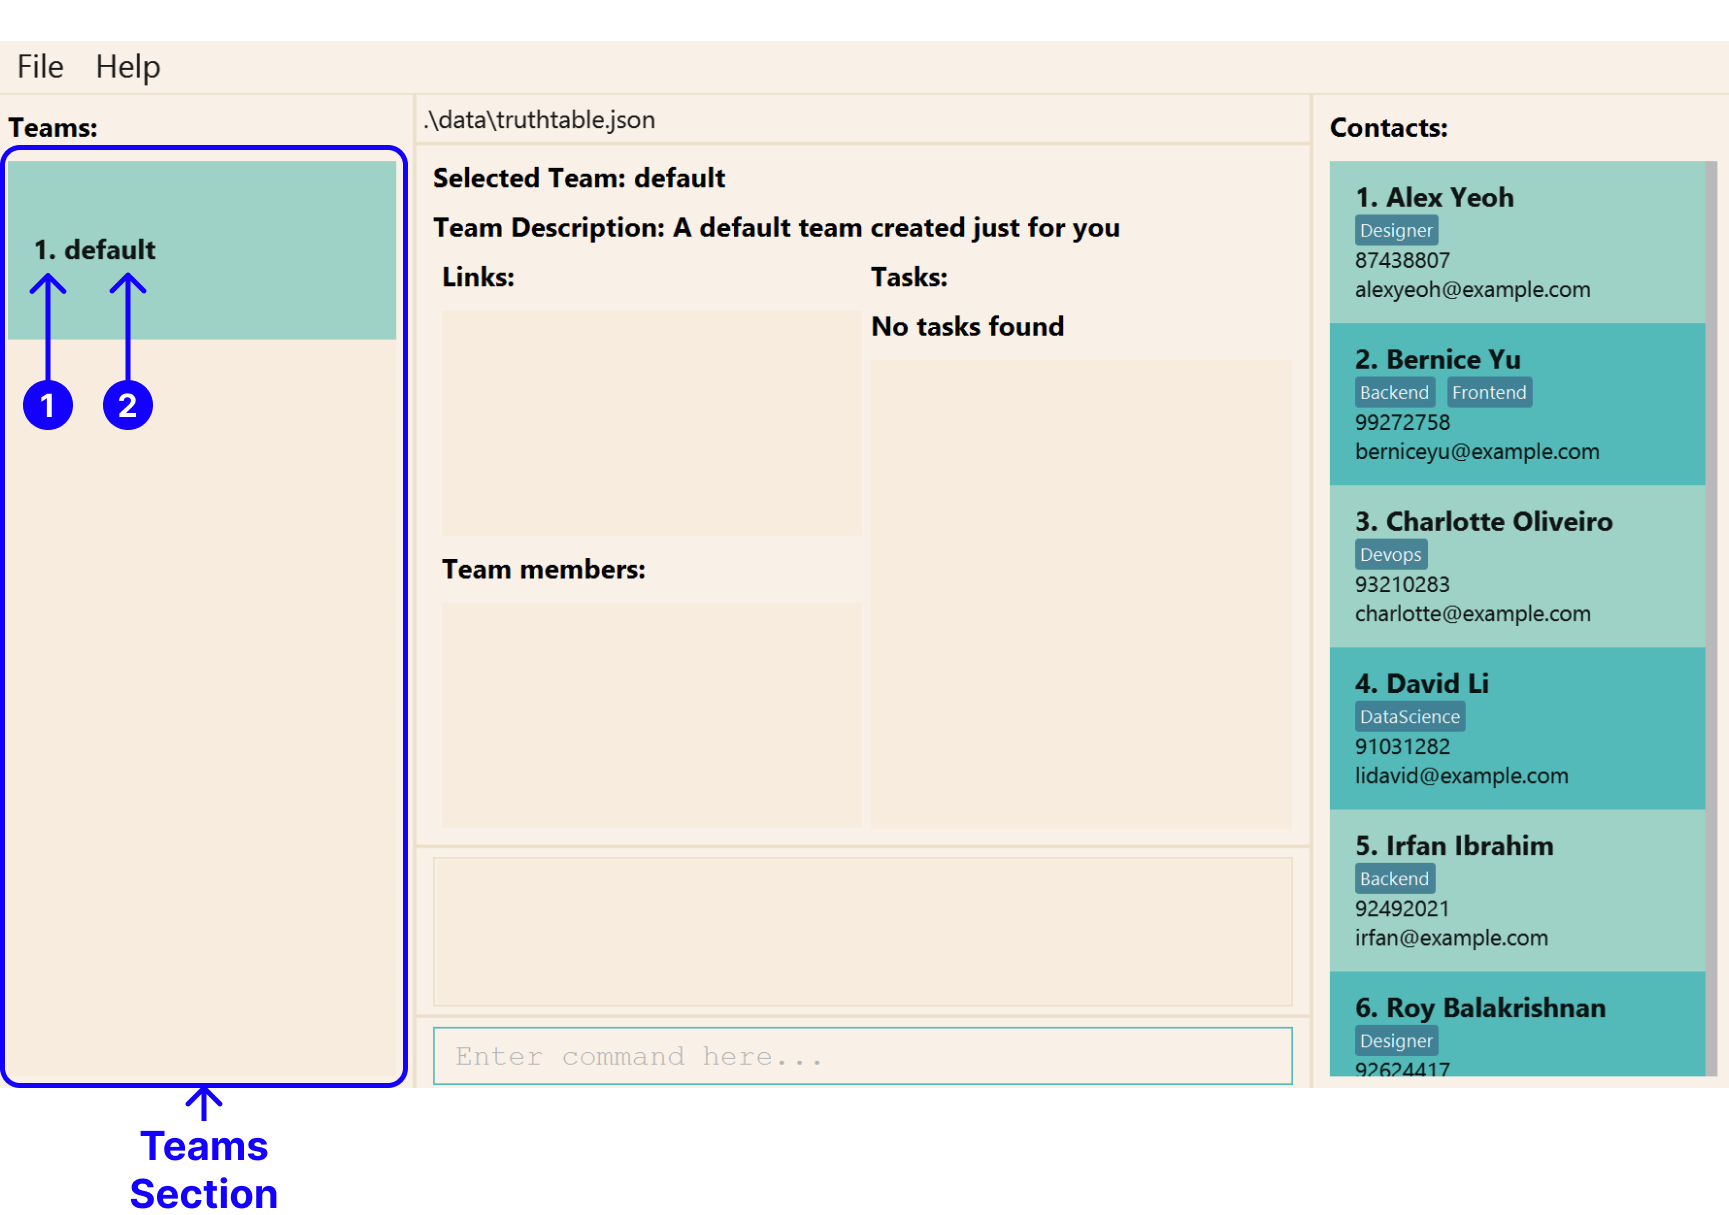 File Help
Teams:
1. default
1 2
Teams
Section
.\data\truthtable.json
Selected Team: default
Team Description: A default team created just for you
Links:
Tasks:
No tasks found
Team members:
Enter command here...
Contacts:
1. Alex Yeoh
Designer
87438807
alexyeoh@example.com
2. Bernice Yu
Backend Frontend
99272758
berniceyu@example.com
3. Charlotte Oliveiro
Devops
93210283
charlotte@example.com
4. David Li
DataScience
91031282
lidavid@example.com
5. Irfan Ibrahim
Backend
92492021
irfan@example.com
6. Roy Balakrishnan
Designer
92624417